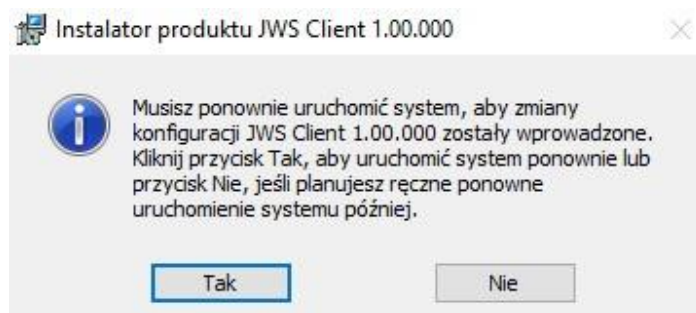 Instalator produktu JWS Client 1.00.000
Musisz ponownie uruchomić system, aby zmiany
konfiguracji JWS Client 1.00.000 zostały wprowadzone.
Kliknij przycisk Tak, aby uruchomić system ponownie lub
przycisk Nie, jeśli planujesz ręczne ponowne
uruchomienie systemu później.
Tak
Nie